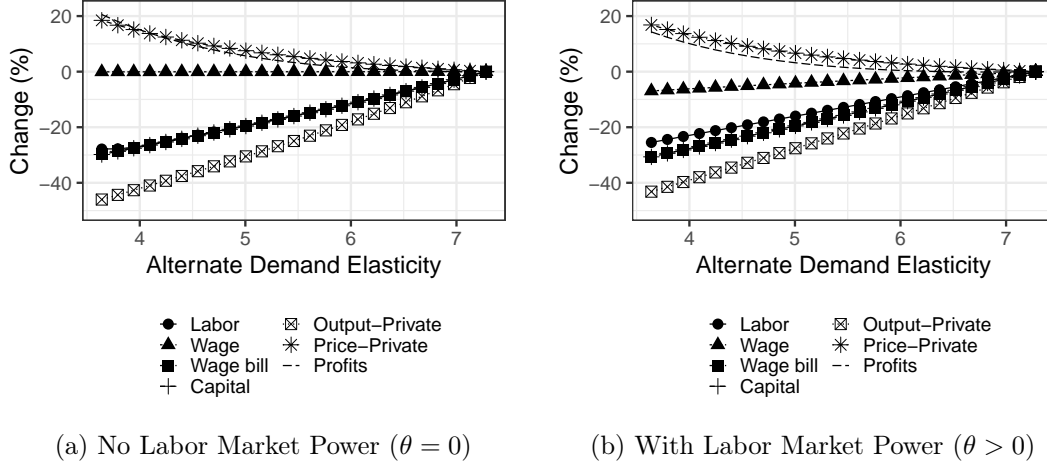 20
0
−20
−40
Change (%)
4 5 6 7
Alternate Demand Elasticity
Labor
Wage
Wage bill
Capital
Output−Private
Price−Private
Profits
(a) No Labor Market Power (θ = 0)
20
0
−20
−40
Change (%)
4 5 6 7
Alternate Demand Elasticity
Labor
Wage
Wage bill
Capital
Output−Private
Price−Private
Profits
(b) With Labor Market Power (θ > 0)